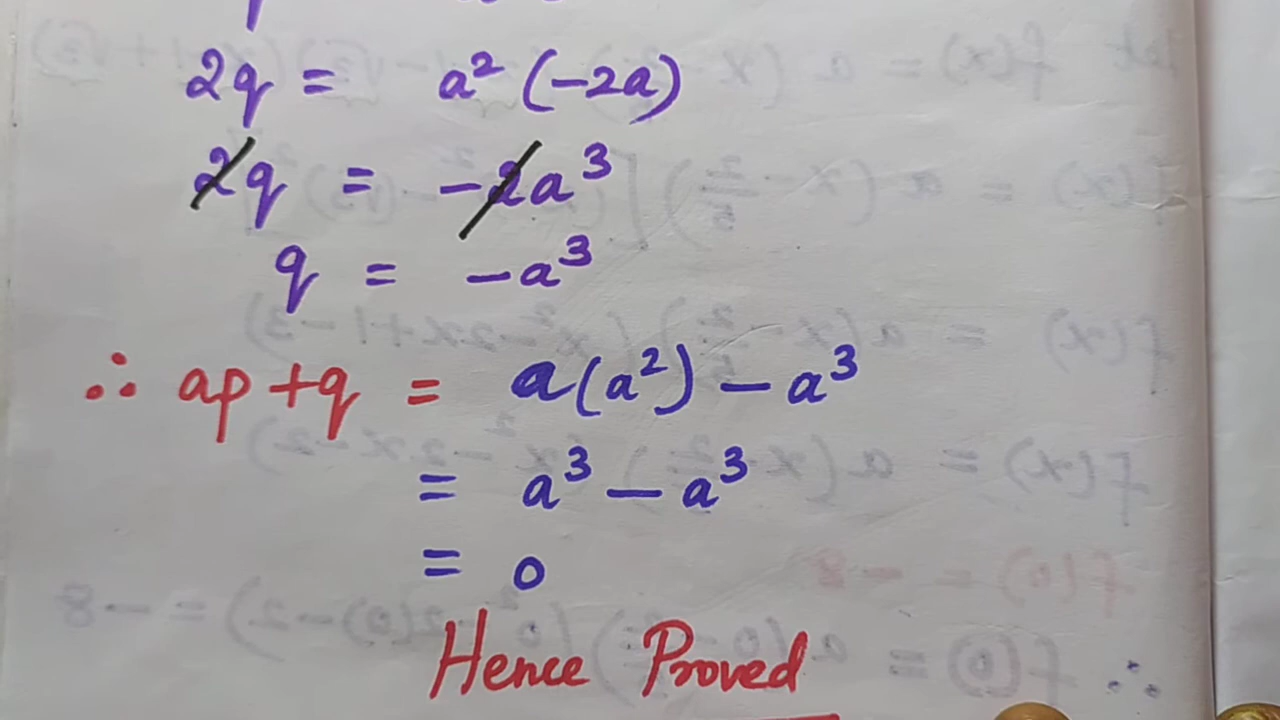 2q = a² (-2a)
2q = -2a³
q = -a³
∴ ap+q = a(a²) - a³
= a³ - a³
= 0
Hence Proved